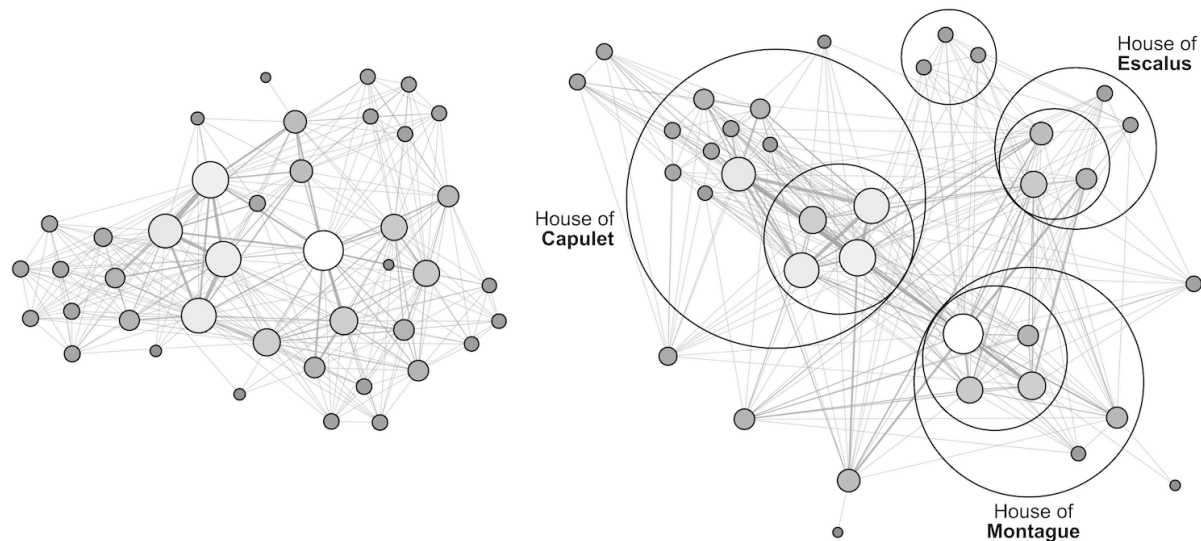 House of
Escalus
House of
Capulet
House of
Montague